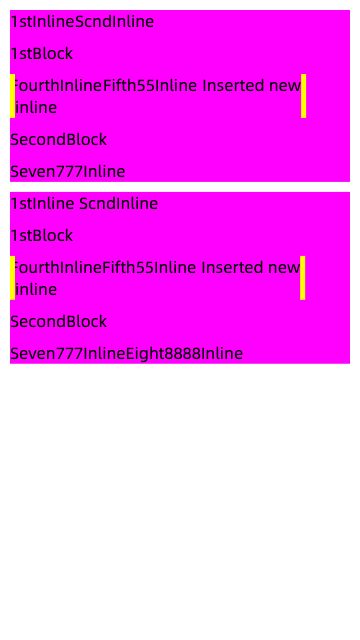 1stInlineScndInline
1stBlock
FourthInlineFifth55Inline Inserted new
inline
SecondBlock
Seven777Inline
1stInline ScndInline
1stBlock
FourthInlineFifth55Inline Inserted new
inline
SecondBlock
Seven777InlineEight8888Inline